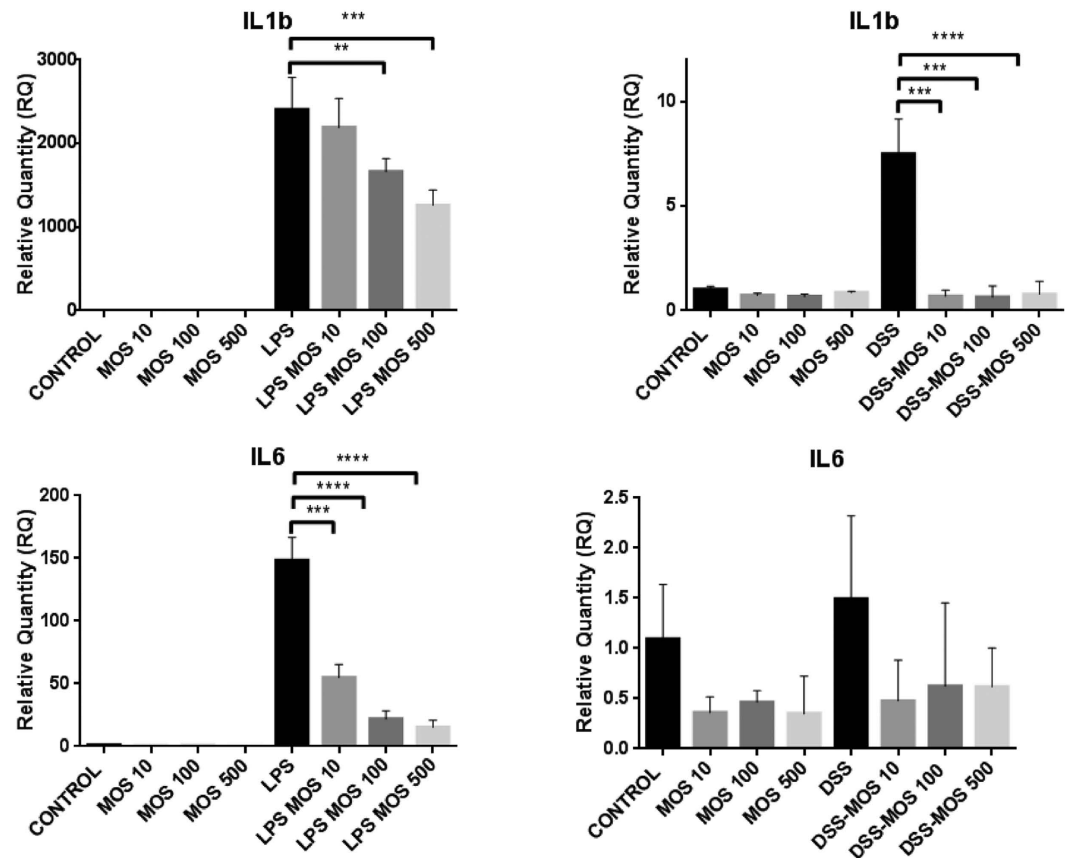 IL1b
***
**
Relative Quantity (RQ)
3000
2000
1000
0
CONTROL
MOS 10
MOS 100
MOS 500
LPS
LPS MOS 10
LPS MOS 100
LPS MOS 500
IL1b
****
***
***
Relative Quantity (RQ)
10
5
0
CONTROL
MOS 10
MOS 100
MOS 500
DSS
DSS-MOS 10
DSS-MOS 100
DSS-MOS 500
IL6
****
****
***
Relative Quantity (RQ)
200
150
100
50
0
CONTROL
MOS 10
MOS 100
MOS 500
LPS
LPS MOS 10
LPS MOS 100
LPS MOS 500
IL6
Relative Quantity (RQ)
2.5
2.0
1.5
1.0
0.5
0.0
CONTROL
MOS 10
MOS 100
MOS 500
DSS
DSS-MOS 10
DSS-MOS 100
DSS-MOS 500